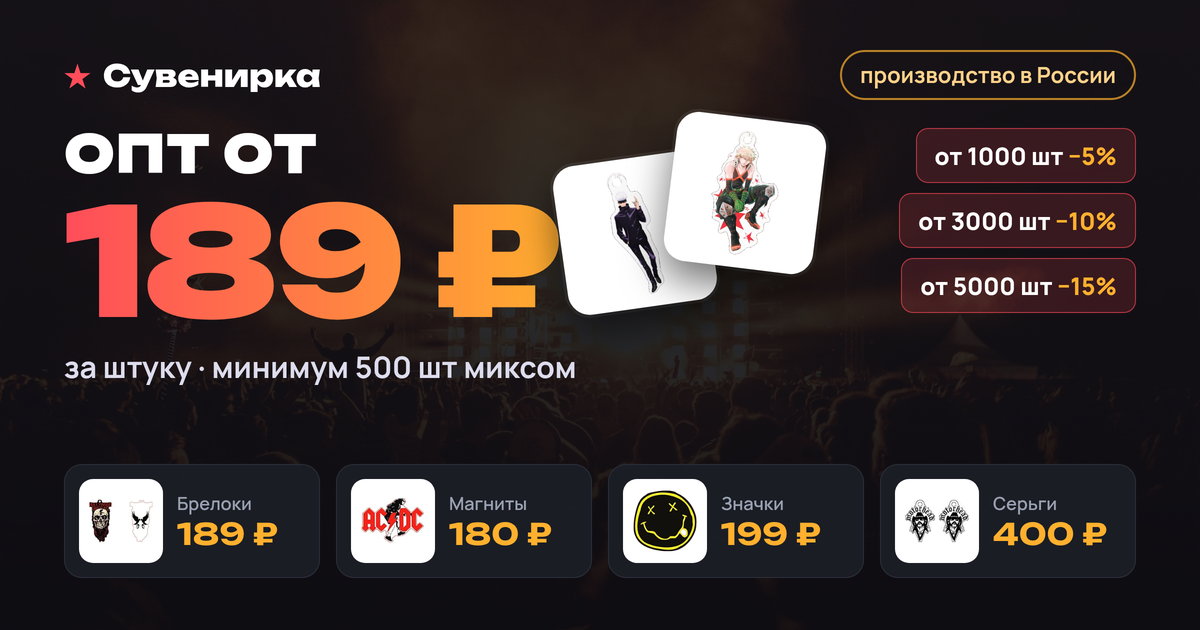 Сувенирка
производство в России
ОПТ ОТ
189 ₽
за штуку · минимум 500 шт миксом
от 1000 шт −5%
от 3000 шт −10%
от 5000 шт −15%
Брелоки
189 ₽
AC DC
Магниты
180 ₽
Значки
199 ₽
Серьги
400 ₽